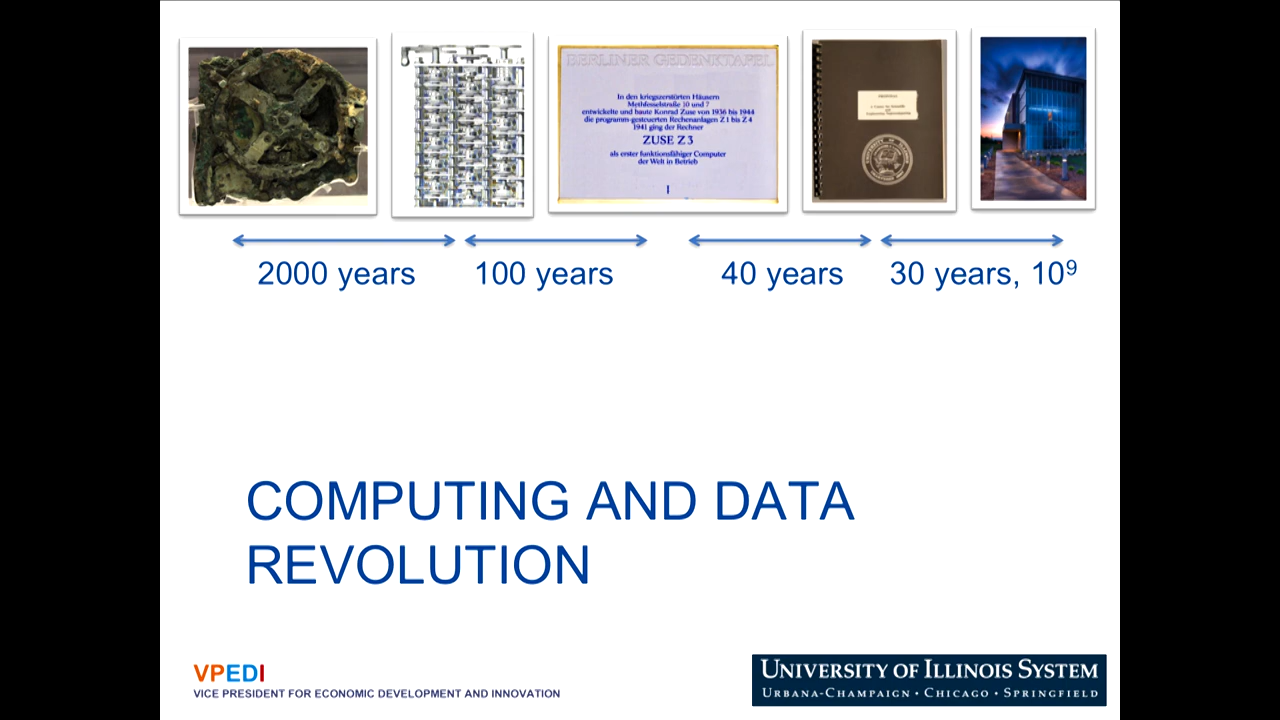 BERLINER GEDENKTAFEL
In den kriegszerstörten Häusern
Methfesselstraße 10 und 7
entwickelte und baute Konrad Zuse von 1936 bis 1944
die programm-gesteuerten Rechenanlagen Z1 bis Z4
1941 ging der Rechner
ZUSE Z3
als erster funktionsfähiger Computer
der Welt in Betrieb
2000 years
100 years
40 years
30 years, 10⁹
COMPUTING AND DATA
REVOLUTION
VPEDI
VICE PRESIDENT FOR ECONOMIC DEVELOPMENT AND INNOVATION
UNIVERSITY OF ILLINOIS SYSTEM
URBANA-CHAMPAIGN • CHICAGO • SPRINGFIELD